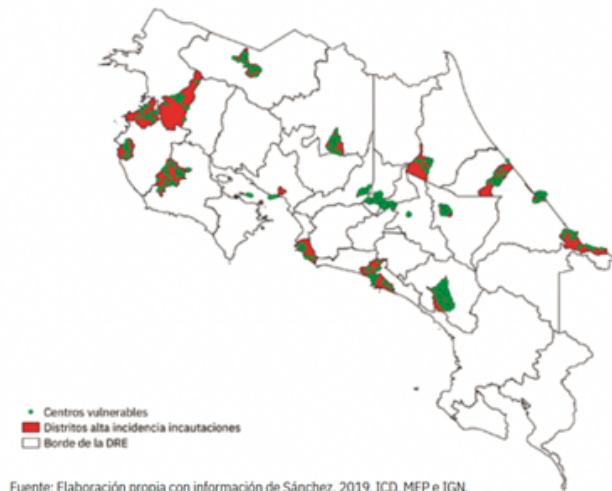 Centros vulnerables
Distritos alta incidencia incautaciones
Borde de la DRE
Fuente: Elaboración propia con información de Sánchez, 2019, ICD, MEP e IGN.